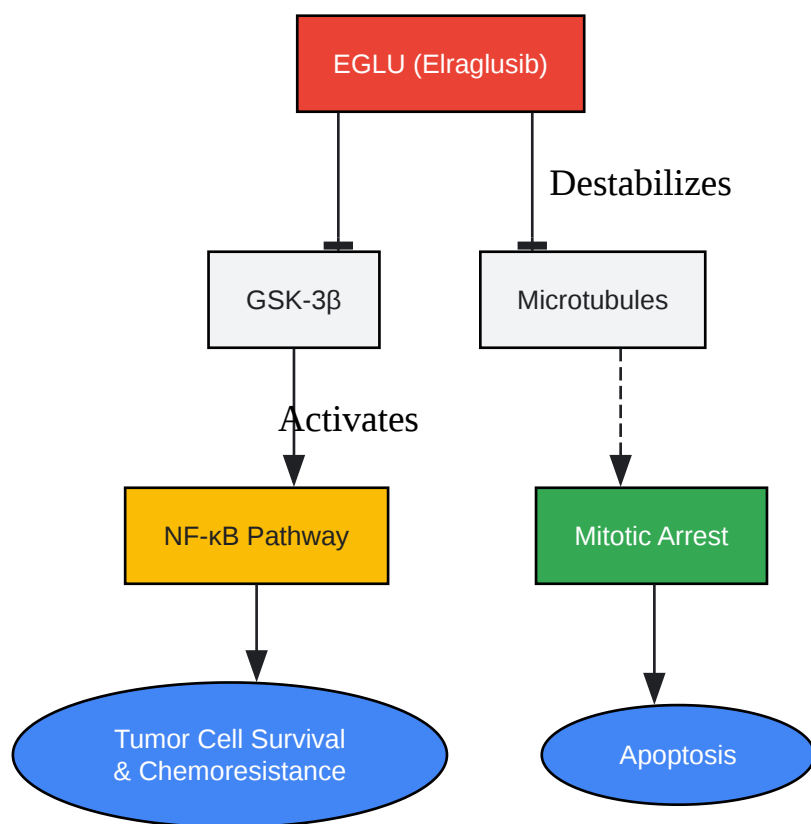 EGLU (Elraglusib)
Destabilizes
GSK-3β
Microtubules
Activates
NF-κB Pathway
Mitotic Arrest
Tumor Cell Survival
& Chemoresistance
Apoptosis